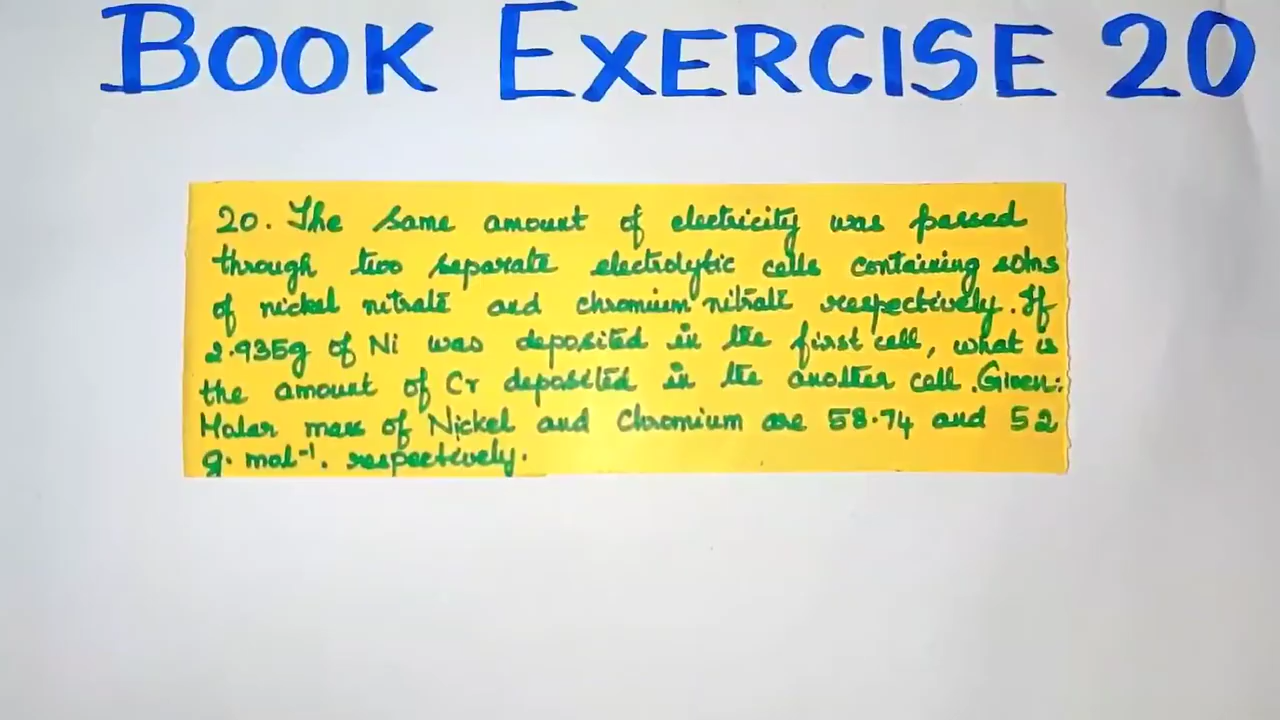 BOOK EXERCISE 20
20. The same amount of electricity was passed
through two separate electrolytic cells containing solns
of nickel nitrate and chromium nitrate respectively. If
2.935g of Ni was deposited in the first cell, what is
the amount of Cr deposited in the another cell. Given:
Molar mass of Nickel and Chromium are 58.74 and 52
g. mol⁻¹. respectively.